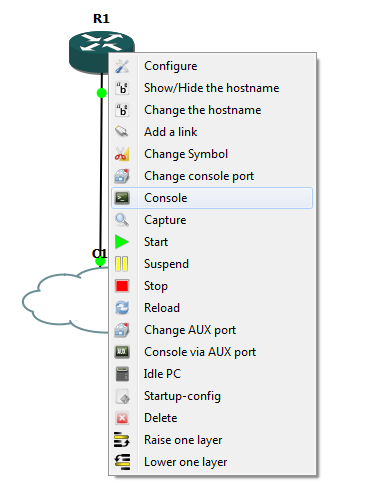 R1
Configure
Show/Hide the hostname
Change the hostname
Add a link
Change Symbol
Change console port
Console
Capture
Start
Suspend
Stop
Reload
Change AUX port
Console via AUX port
Idle PC
Startup-config
Delete
Raise one layer
Lower one layer